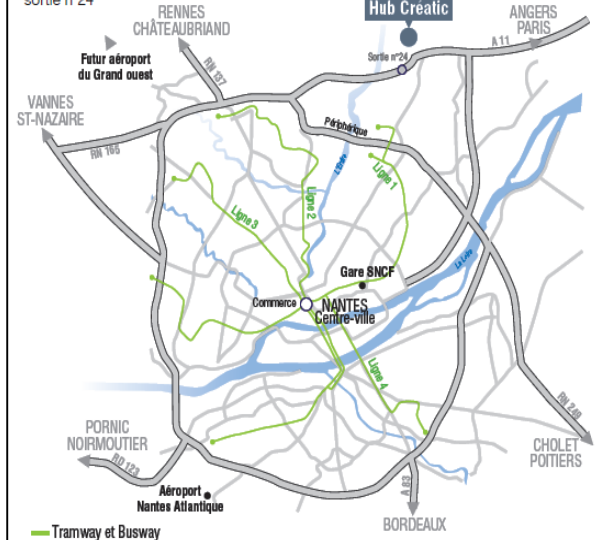 sortie n°24
Hub Créatic
RENNES
CHÂTEAUBRIAND
ANGERS
PARIS
A 11
Sortie n°24
Futur aéroport
du Grand ouest
RN 137
VANNES
ST-NAZAIRE
RN 165
Périphérique
L'Erdre
Ligne 1
Ligne 2
Ligne 3
La Loire
Gare SNCF
Commerce
NANTES
Centre-ville
Ligne 4
RN 249
PORNIC
NOIRMOUTIER
RD 123
CHOLET
POITIERS
A 83
Aéroport
Nantes Atlantique
BORDEAUX
Tramway et Busway